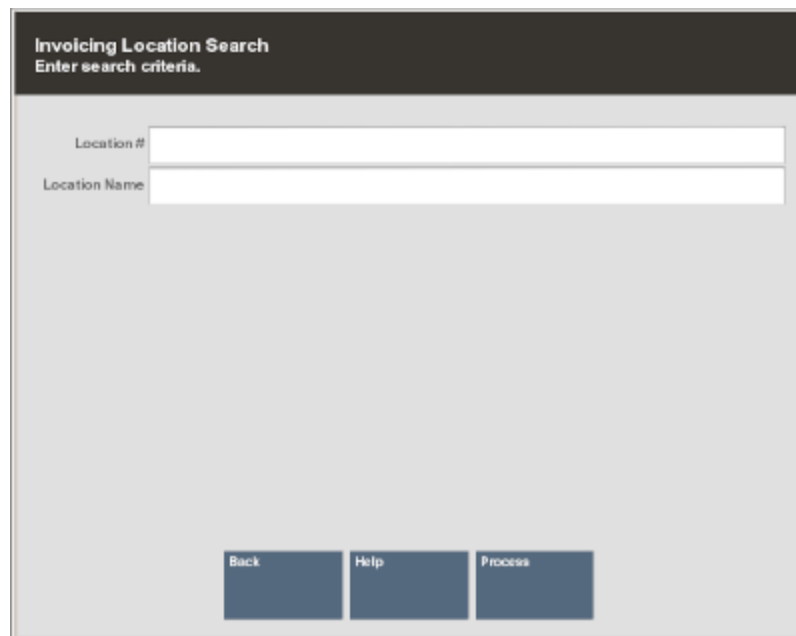 Invoicing Location Search
Enter search criteria.
Location #
Location Name
Back
Help
Process